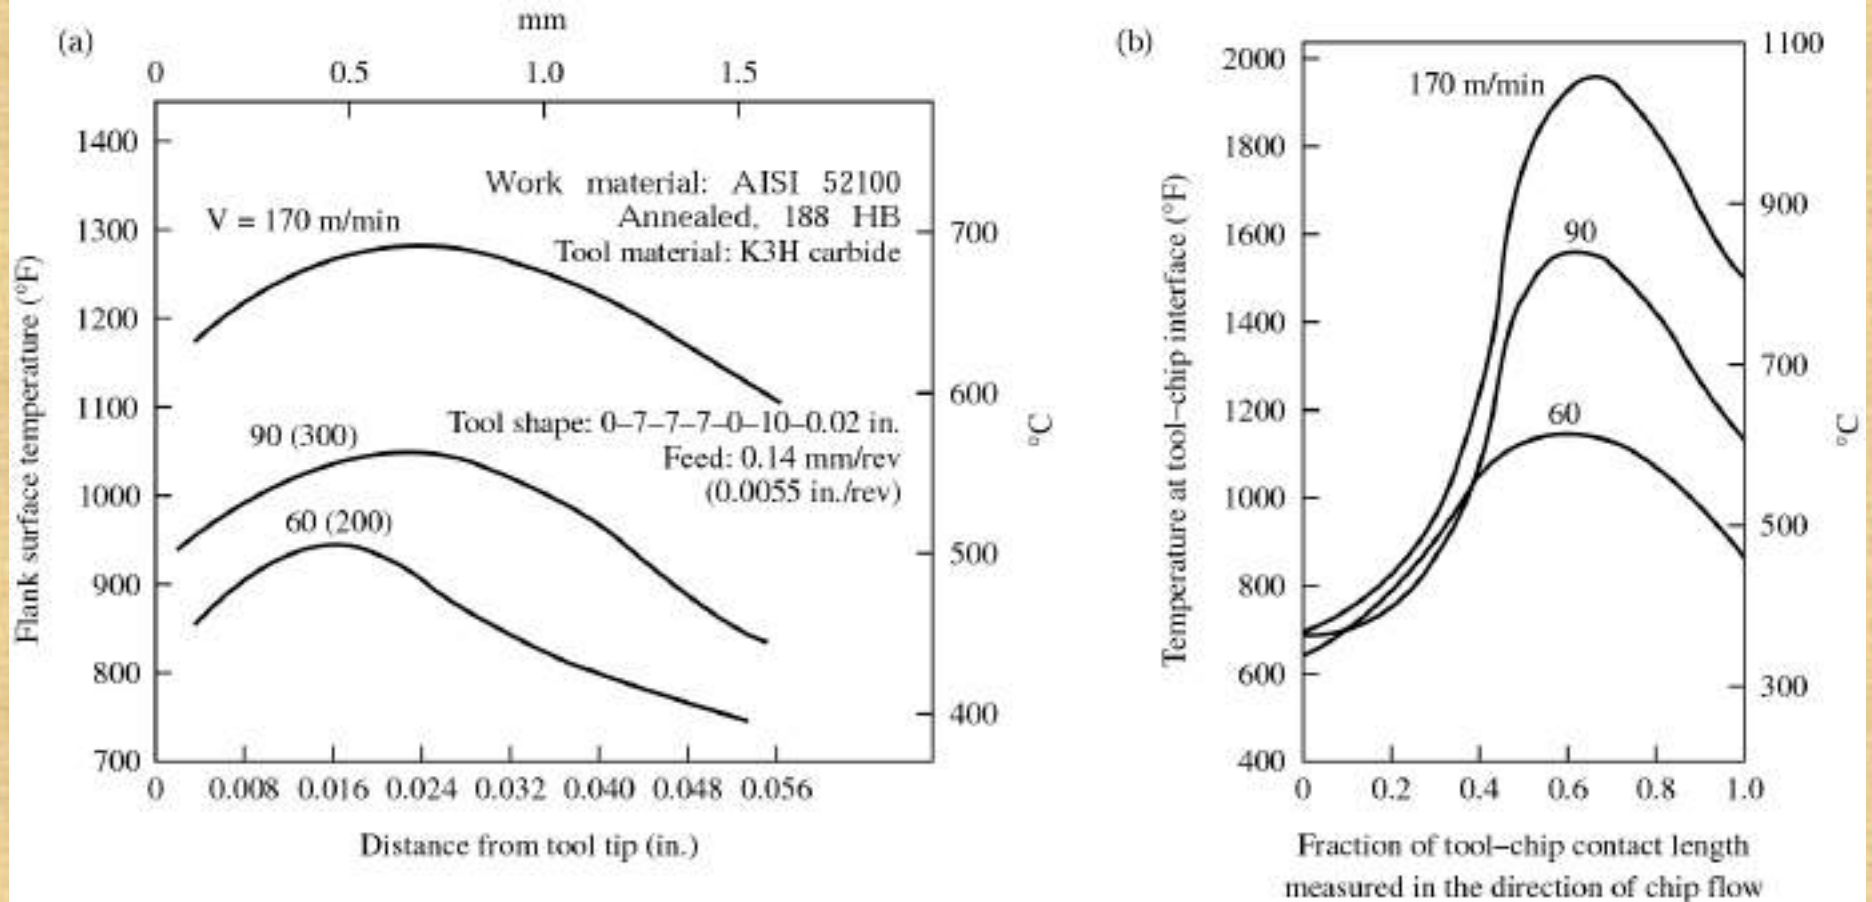 (a)
mm
0 0.5 1.0 1.5
Flank surface temperature (°F)
1400
1300
1200
1100
1000
900
800
700
Work material: AISI 52100
Annealed, 188 HB
Tool material: K3H carbide
V = 170 m/min
Tool shape: 0–7–7–7–0–10–0.02 in.
Feed: 0.14 mm/rev
(0.0055 in./rev)
90 (300)
60 (200)
700
600
500
400
°C
0 0.008 0.016 0.024 0.032 0.040 0.048 0.056
Distance from tool tip (in.)
(b)
Temperature at tool–chip interface (°F)
2000
1800
1600
1400
1200
1000
800
600
400
170 m/min
90
60
1100
900
700
500
300
°C
0 0.2 0.4 0.6 0.8 1.0
Fraction of tool–chip contact length
measured in the direction of chip flow